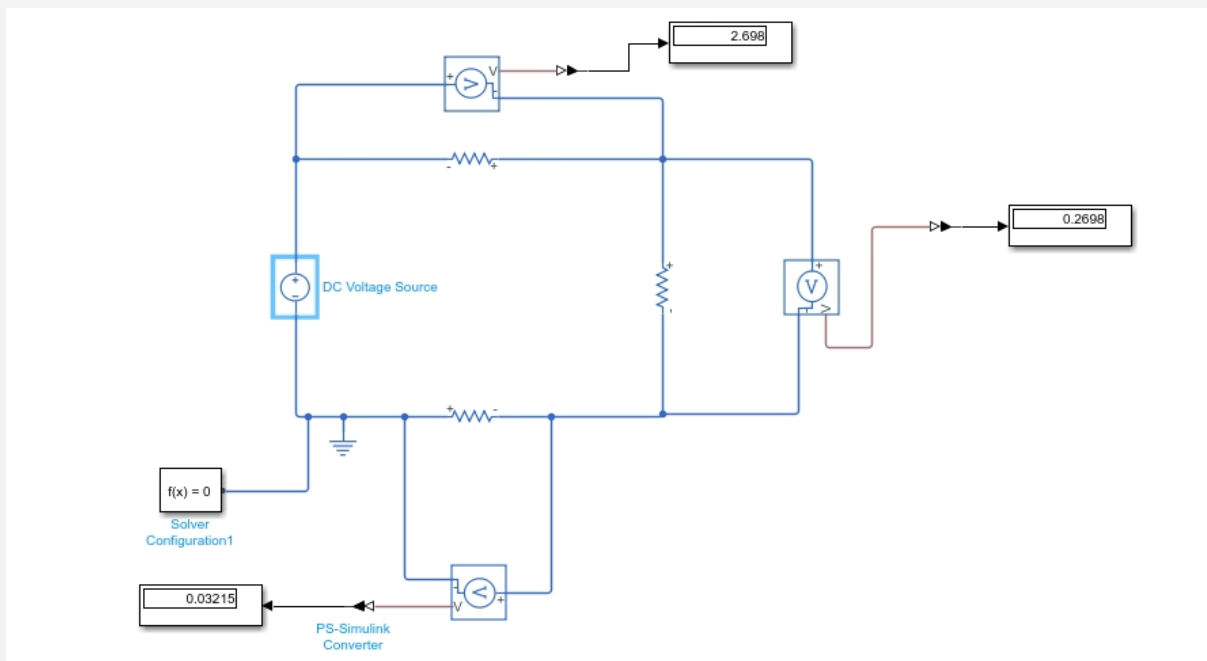 2.698
+
V
V
-
- +
0.2698
+
+
V
V
-
+
-
DC Voltage Source
-
+ -
f(x) = 0
Solver
Configuration1
-
V
V
+
0.03215
PS-Simulink
Converter